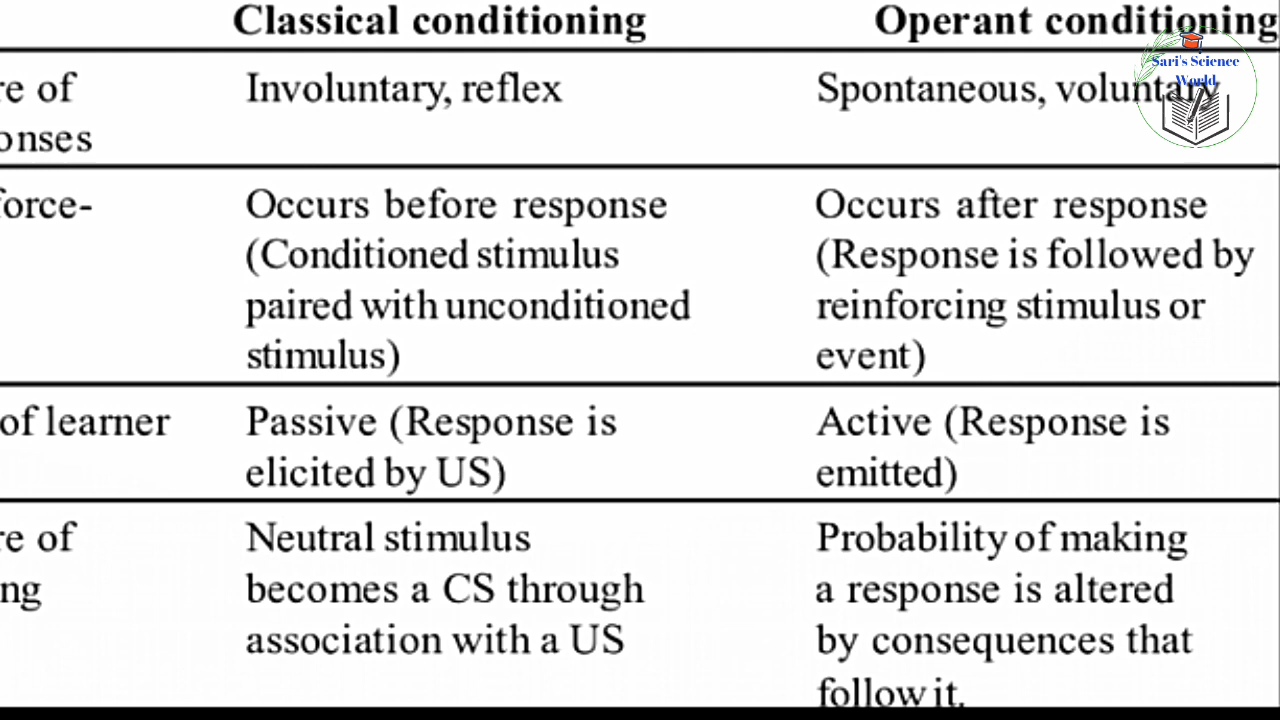 Classical conditioning Operant conditioning
Sari's Science
World
re of Involuntary, reflex Spontaneous, voluntary
onses
force- Occurs before response Occurs after response
(Conditioned stimulus (Response is followed by
paired with unconditioned reinforcing stimulus or
stimulus) event)
of learner Passive (Response is Active (Response is
elicited by US) emitted)
re of Neutral stimulus Probability of making
ng becomes a CS through a response is altered
association with a US by consequences that
follow it.